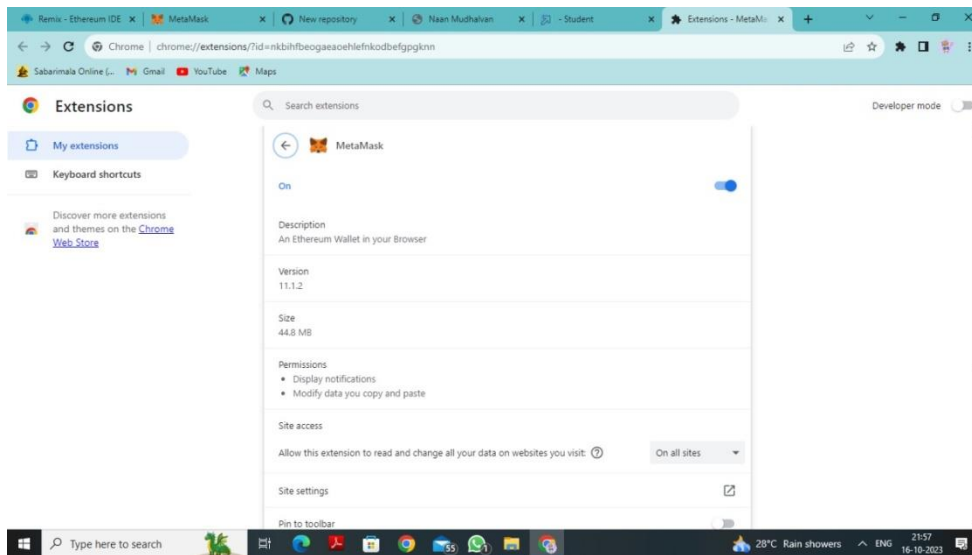 Remix - Ethereum IDE
MetaMask
New repository
Naan Mudhalvan
- Student
Extensions - MetaMa
Chrome
chrome://extensions/?id=nkbihfbeogaeaoehlefnkodbefgpgknn
Sabarimala Online (...
Gmail
YouTube
Maps
Extensions
Search extensions
Developer mode
My extensions
Keyboard shortcuts
Discover more extensions
and themes on the Chrome
Web Store
MetaMask
On
Description
An Ethereum Wallet in your Browser
Version
11.1.2
Size
44.8 MB
Permissions
• Display notifications
• Modify data you copy and paste
Site access
Allow this extension to read and change all your data on websites you visit:
On all sites
Site settings
Pin to toolbar
Type here to search
55
1
28°C Rain showers
ENG
21:57
16-10-2023